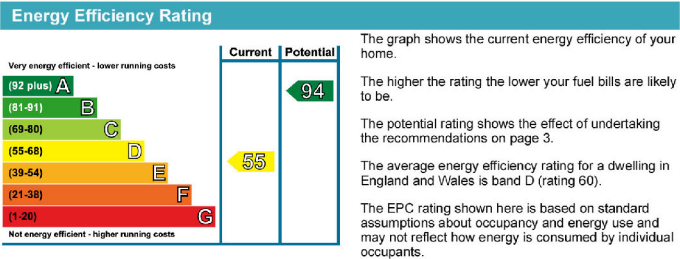 Energy Efficiency Rating
Current Potential
Very energy efficient - lower running costs
(92 plus) A
(81-91) B
(69-80) C
(55-68) D
(39-54) E
(21-38) F
(1-20) G
Not energy efficient - higher running costs
55
94
The graph shows the current energy efficiency of your
home.
The higher the rating the lower your fuel bills are likely
to be.
The potential rating shows the effect of undertaking
the recommendations on page 3.
The average energy efficiency rating for a dwelling in
England and Wales is band D (rating 60).
The EPC rating shown here is based on standard
assumptions about occupancy and energy use and
may not reflect how energy is consumed by individual
occupants.